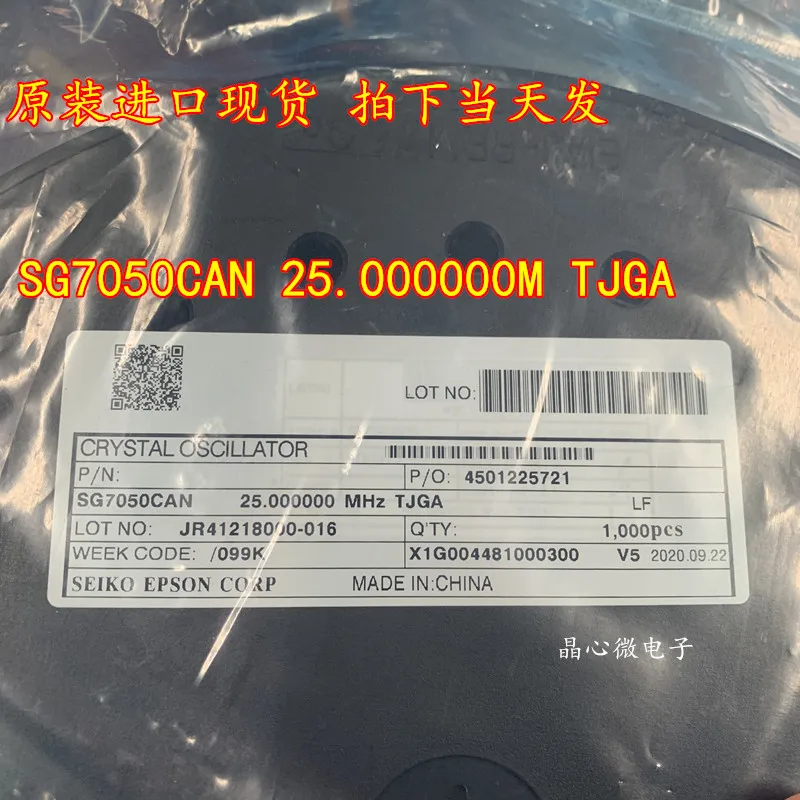 原装进口现货 拍下当天发
SG7050CAN 25.000000M TJGA
LOT NO:
CRYSTAL OSCILLATOR
P/N:
P/O: 4501225721
SG7050CAN 25.000000 MHz TJGA LF
LOT NO: JR41218000-016
Q'TY: 1,000pcs
WEEK CODE: /099K
X1G004481000300 V5 2020.09.22
SEIKO EPSON CORP MADE IN:CHINA
晶心微电子